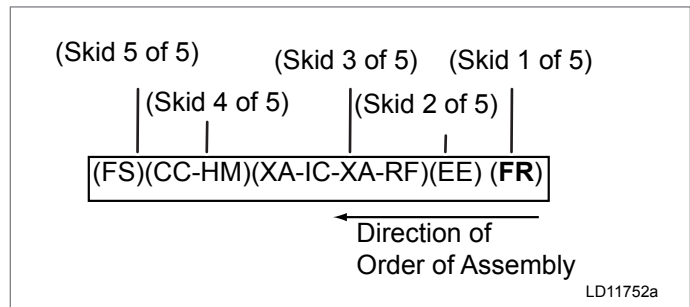 (Skid 5 of 5)
(Skid 3 of 5)
(Skid 1 of 5)
(Skid 4 of 5)
(Skid 2 of 5)
(FS)(CC-HM)(XA-IC-XA-RF)(EE) (FR)
Direction of
Order of Assembly
LD11752a